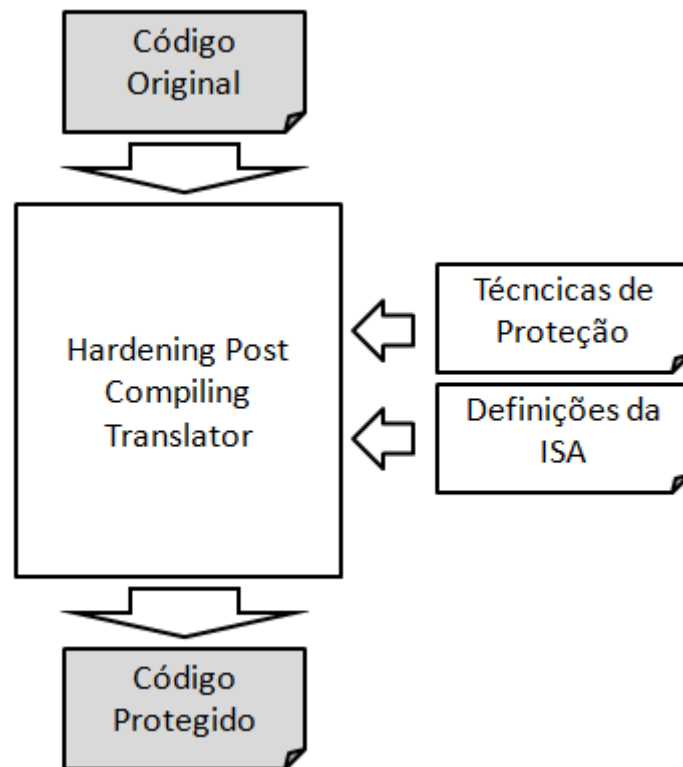 Código
Original
Hardening Post
Compiling
Translator
Técncicas de
Proteção
Definições da
ISA
Código
Protegido